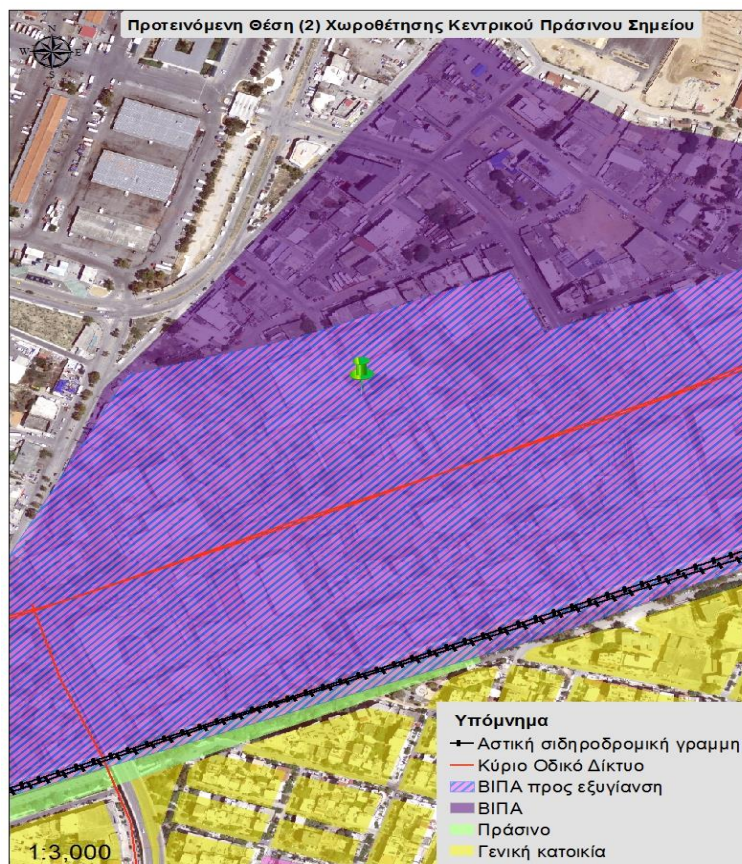 Προτεινόμενη Θέση (2) Χωροθέτησης Κεντρικού Πράσινου Σημείου
N
W E
S
Υπόμνημα
Αστική σιδηροδρομική γραμμη
Κύριο Οδικό Δίκτυο
ΒΙΠΑ προς εξυγίανση
ΒΙΠΑ
Πράσινο
Γενική κατοικία
1:3,000